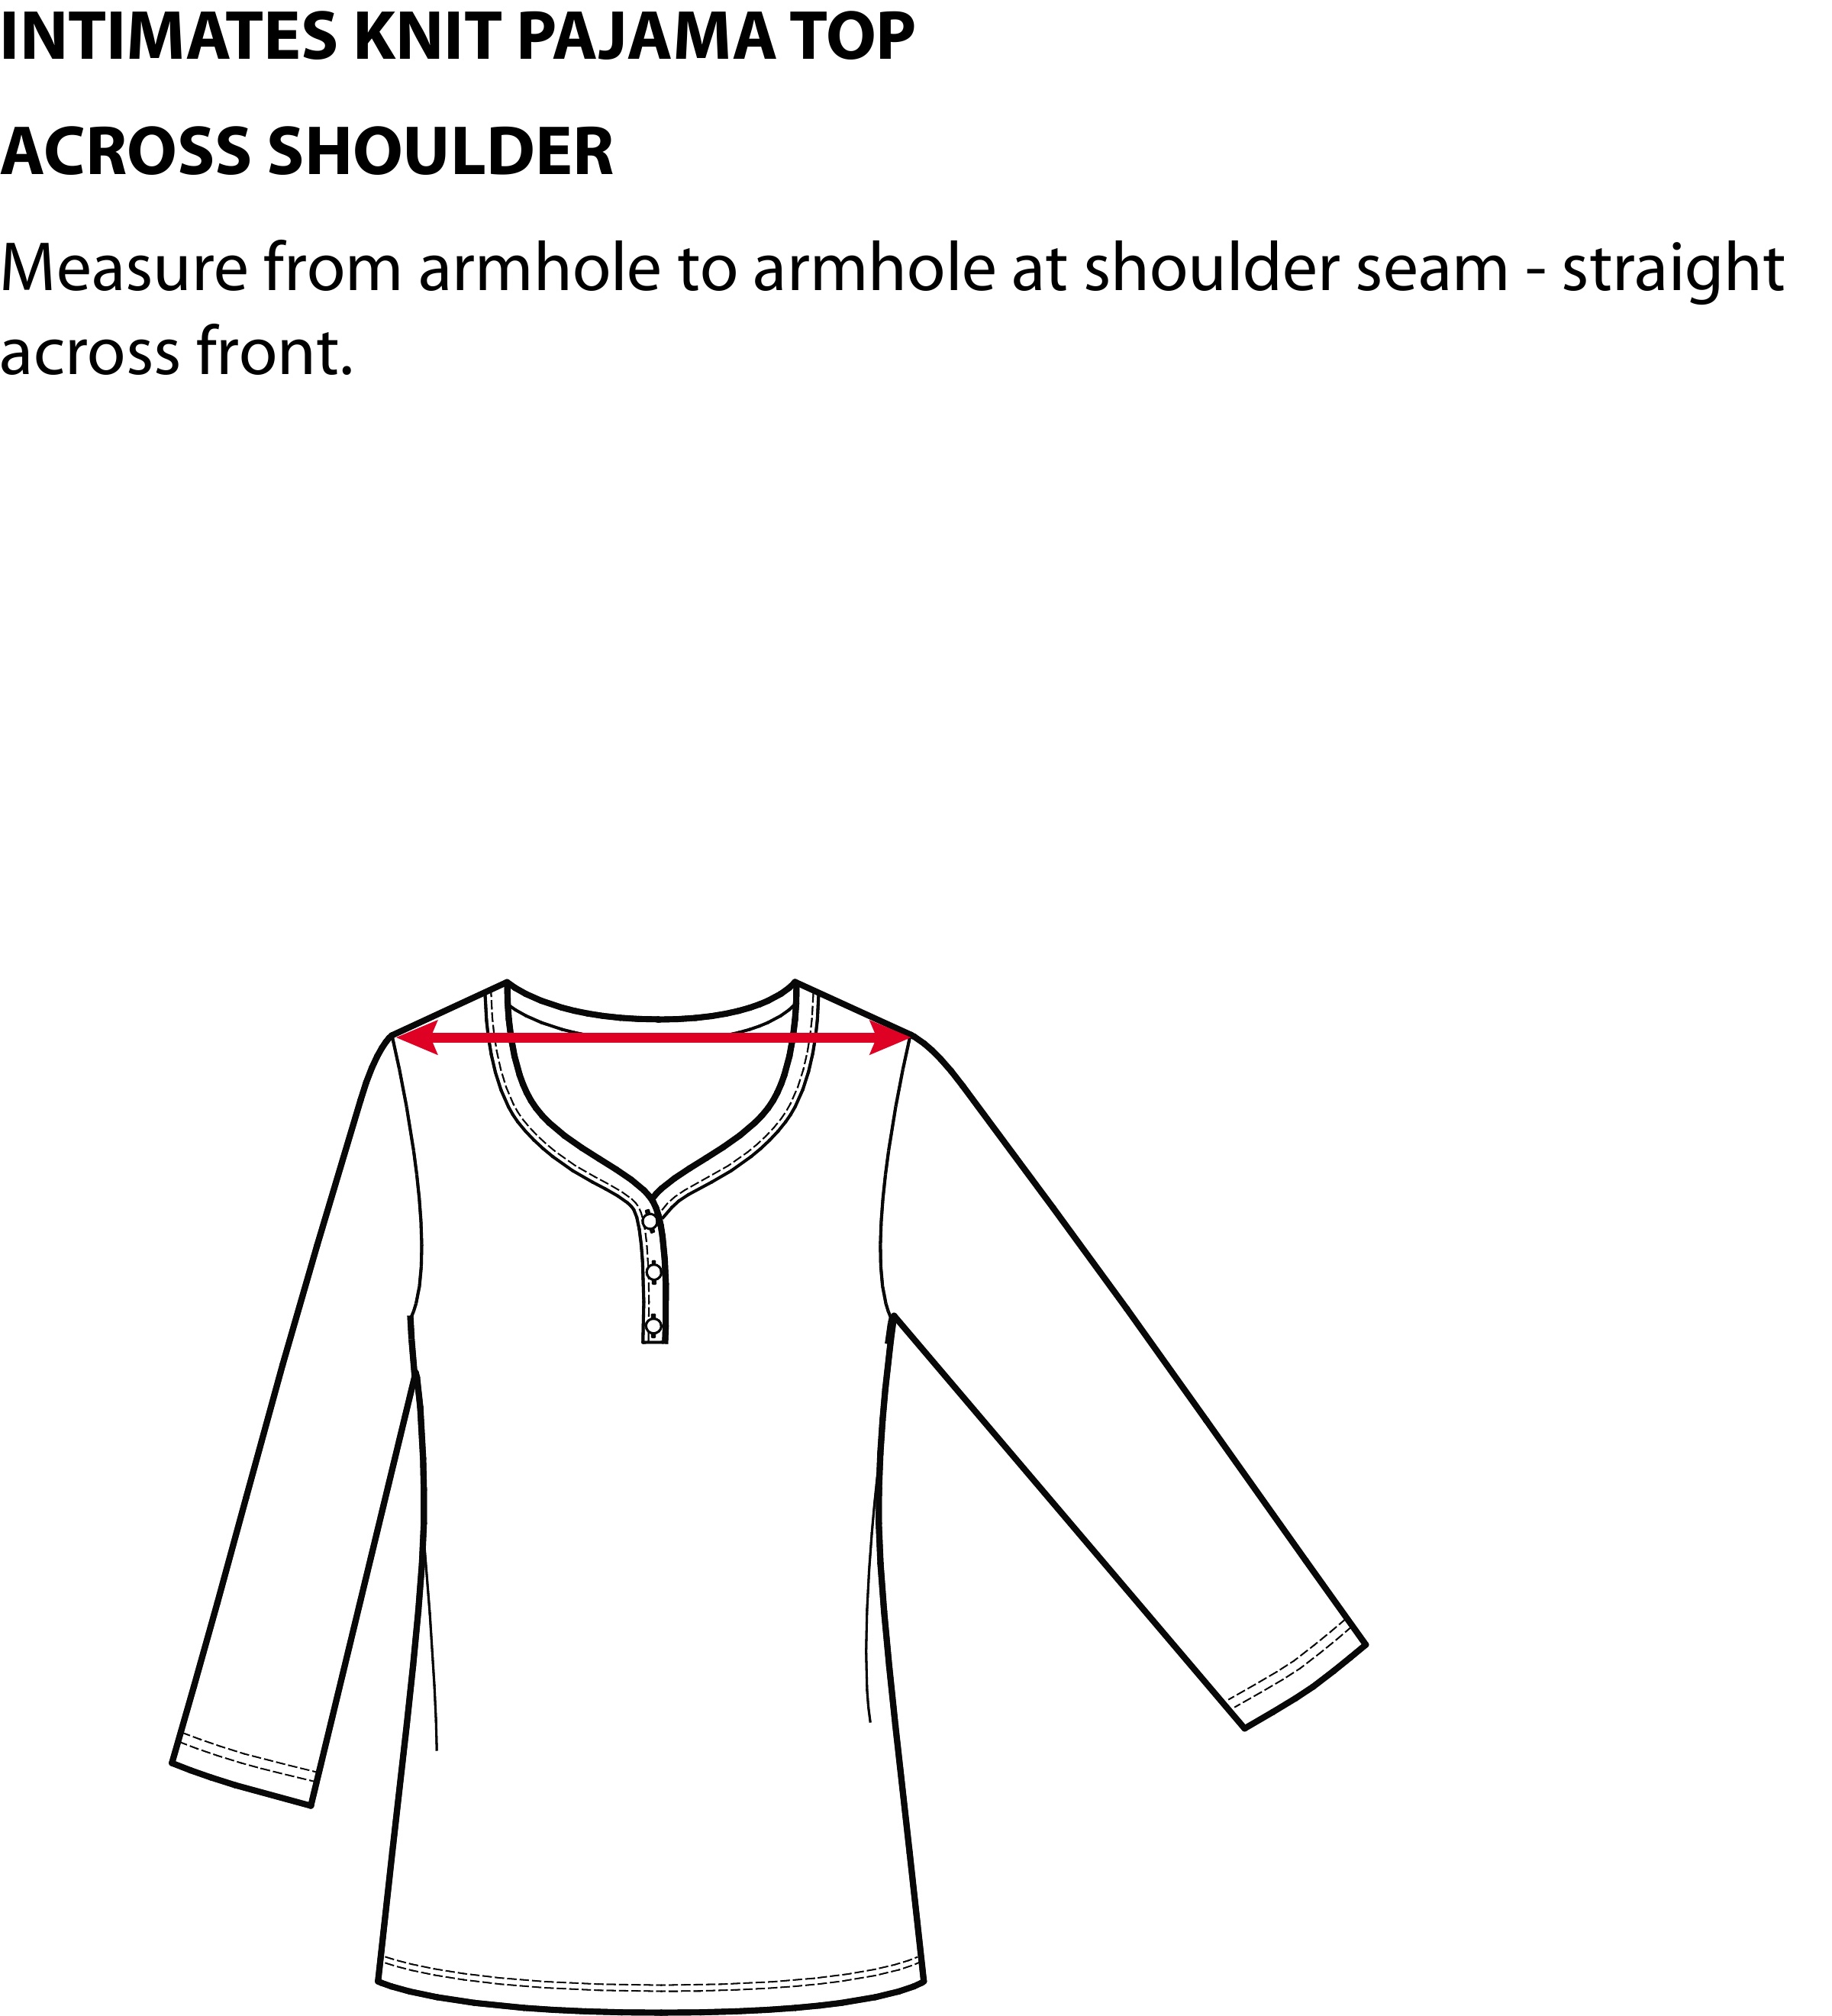 INTIMATES KNIT PAJAMA TOP
ACROSS SHOULDER
Measure from armhole to armhole at shoulder seam - straight
across front.